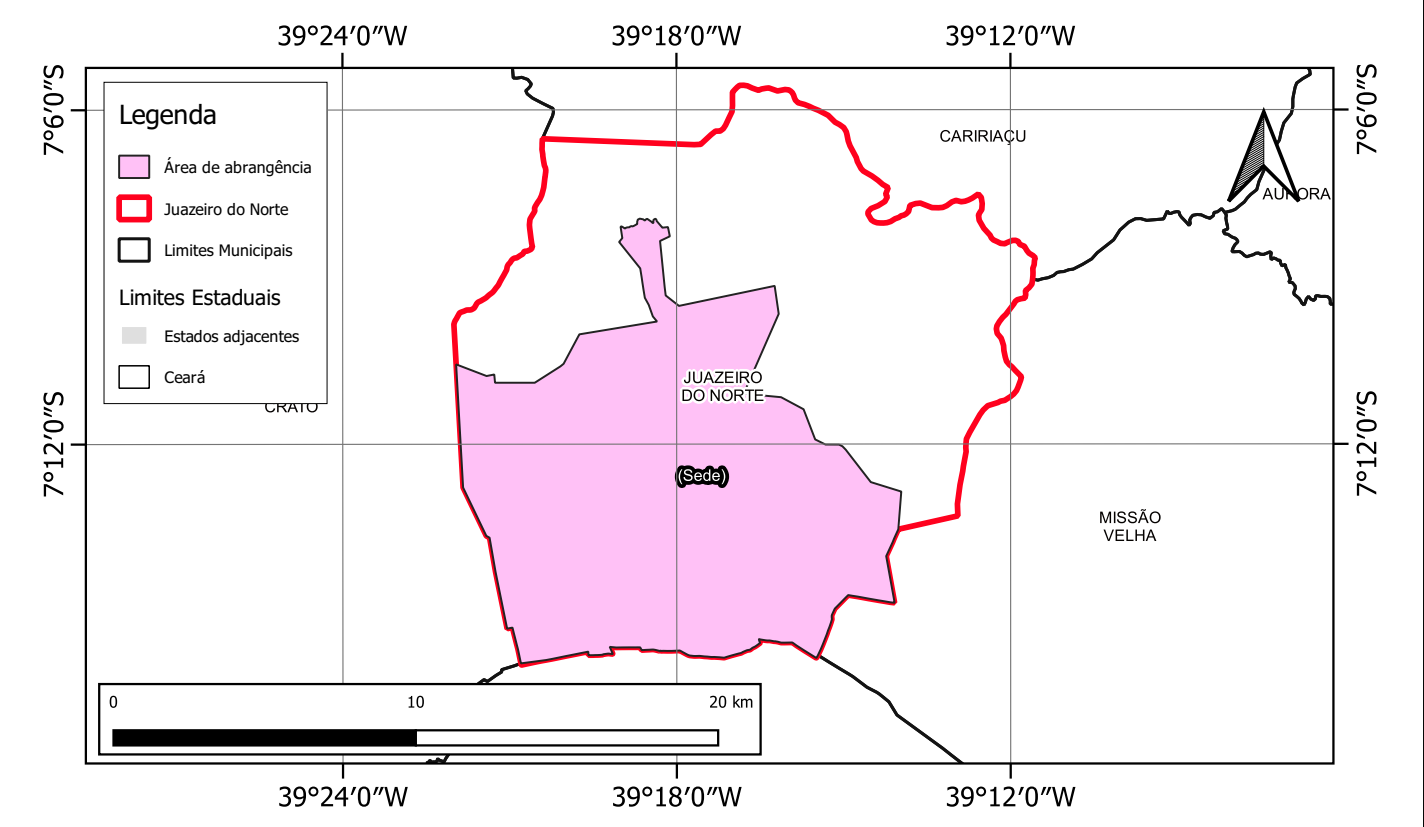 39°24′0″W
39°18′0″W
39°12′0″W
7°6′0″S
7°6′0″S
Legenda
Área de abrangência
Juazeiro do Norte
Limites Municipais
Limites Estaduais
Estados adjacentes
Ceará
CARIRIAÇU
AURORA
JUAZEIRO
DO NORTE
CRATO
7°12′0″S
7°12′0″S
(Sede)
MISSÃO
VELHA
0
10
20 km
39°24′0″W
39°18′0″W
39°12′0″W